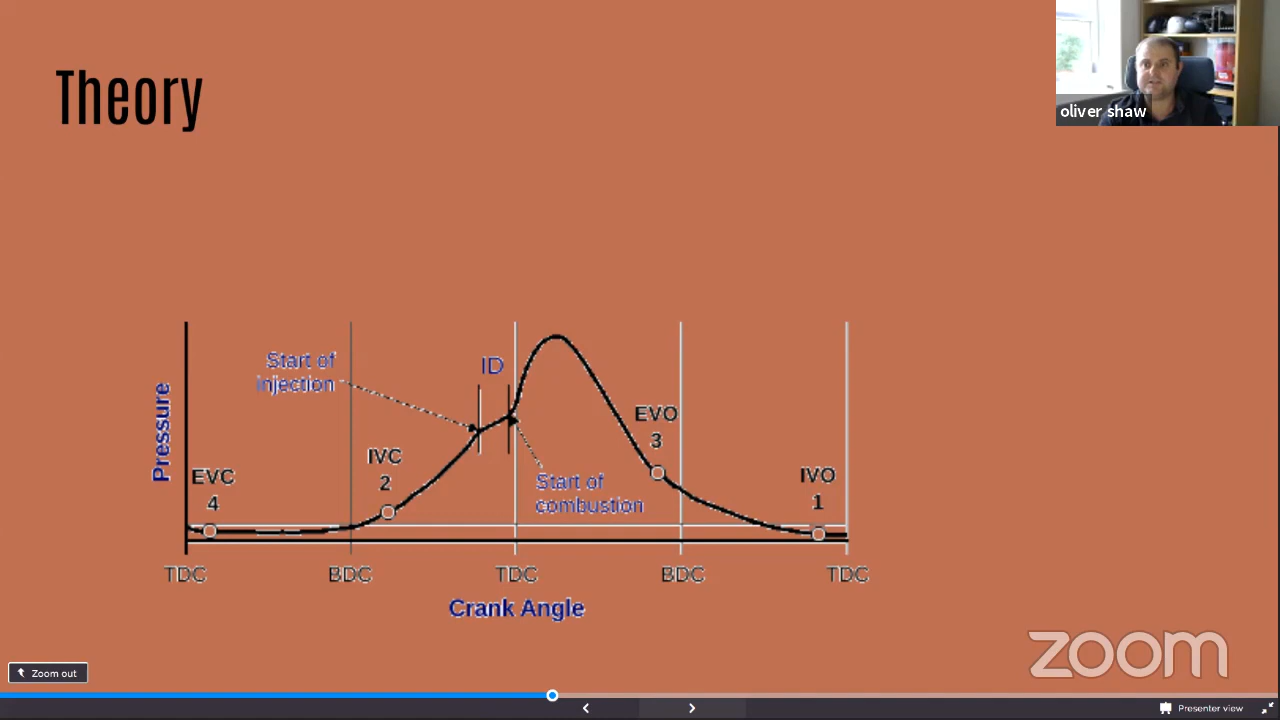 Theory
oliver shaw
Start of
injection
ID
Pressure
EVC
4
IVC
2
Start of
combustion
EVO
3
IVO
1
TDC
BDC
TDC
BDC
TDC
Crank Angle
zoom
Zoom out
Presenter view